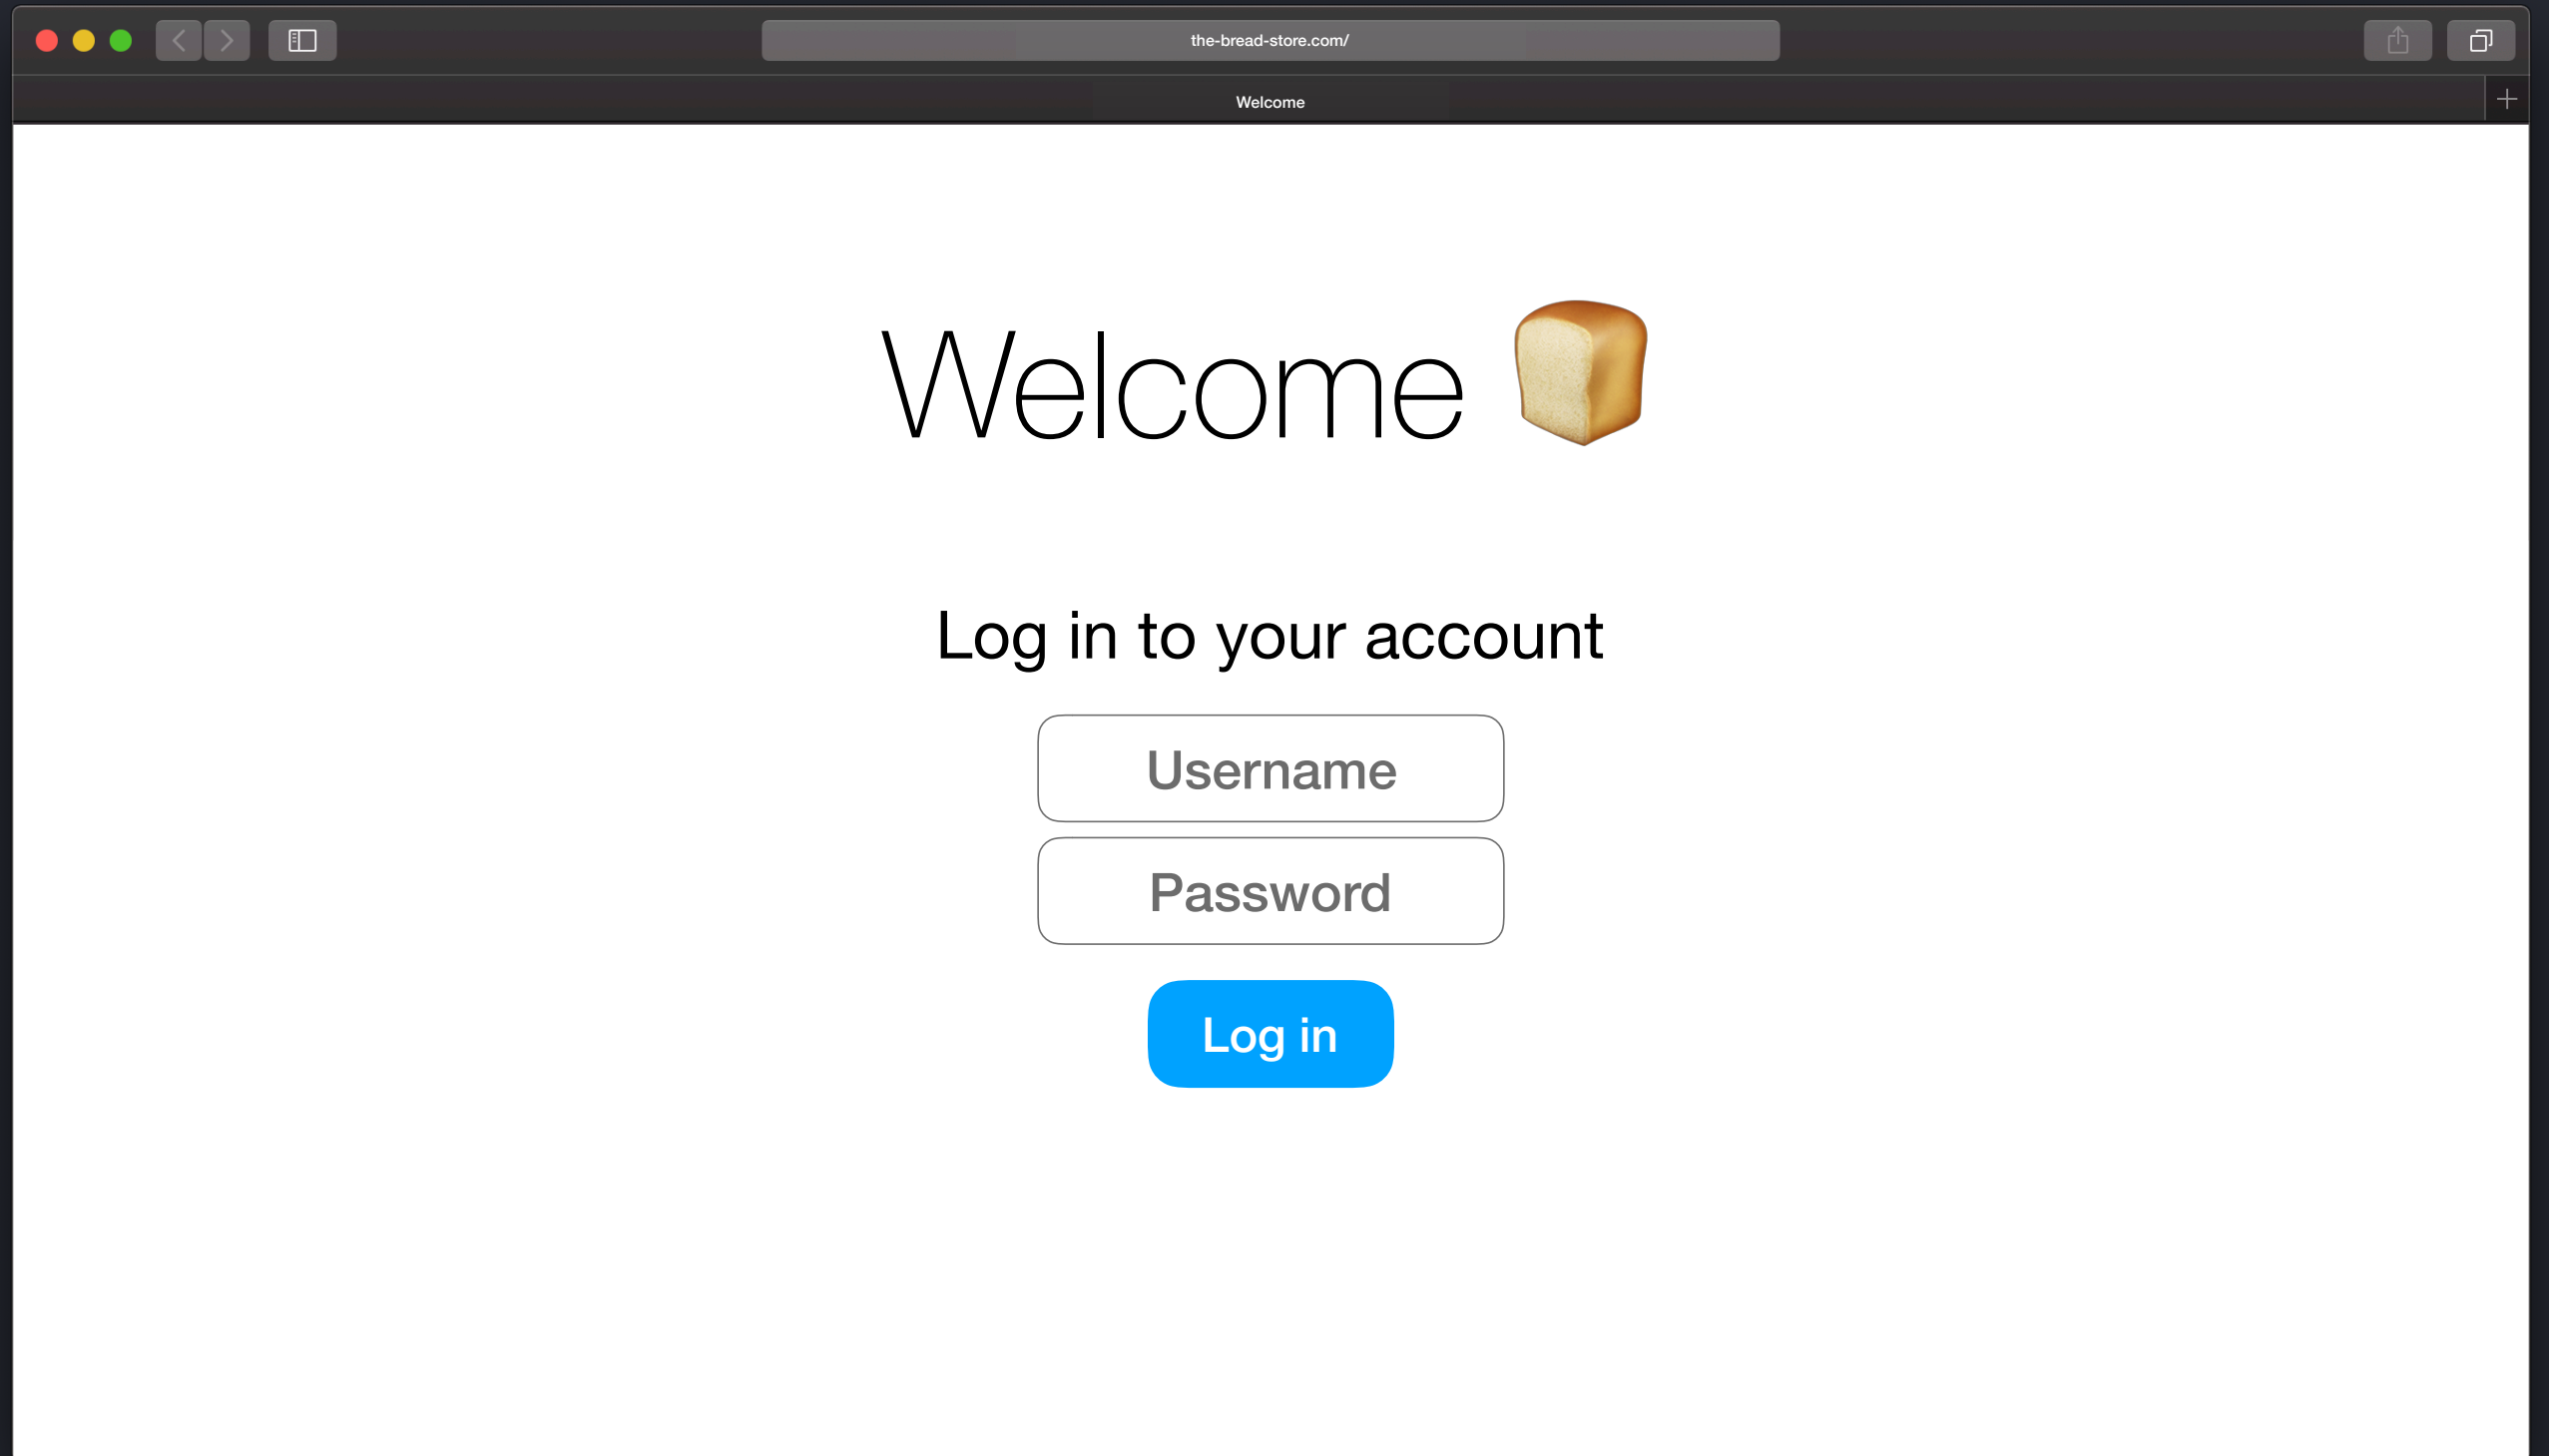 the-bread-store.com/
Welcome
Welcome
Log in to your account
Username
Password
Log in